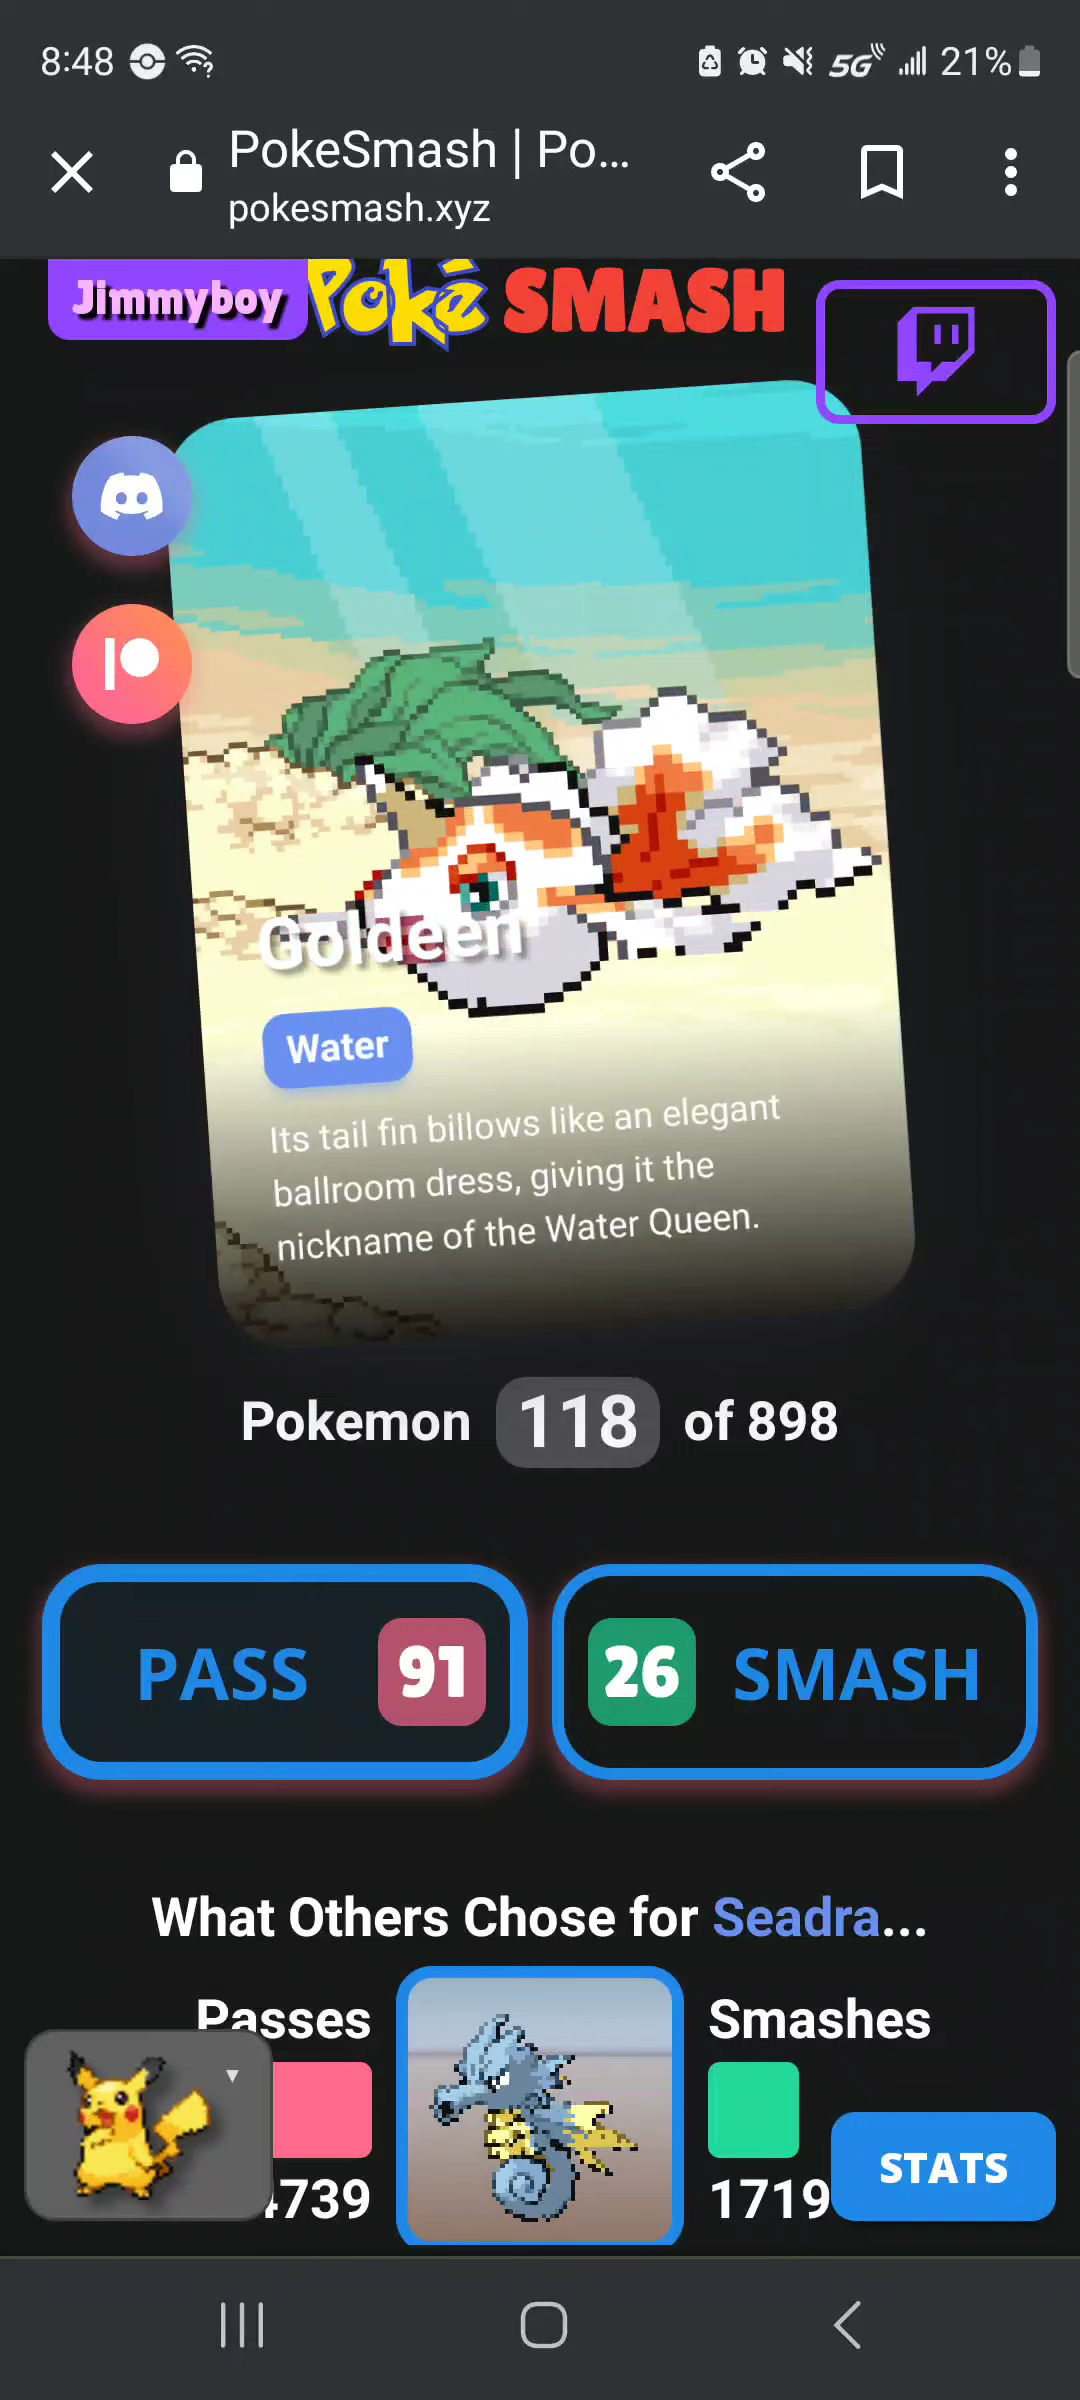 8:48
5G
21%
PokeSmash | Po...
pokesmash.xyz
Jimmyboy
Poké SMASH
Goldeen
Water
Its tail fin billows like an elegant
ballroom dress, giving it the
nickname of the Water Queen.
Pokemon 118 of 898
PASS 91
26 SMASH
What Others Chose for Seadra...
Passes
Smashes
4739
1719
STATS